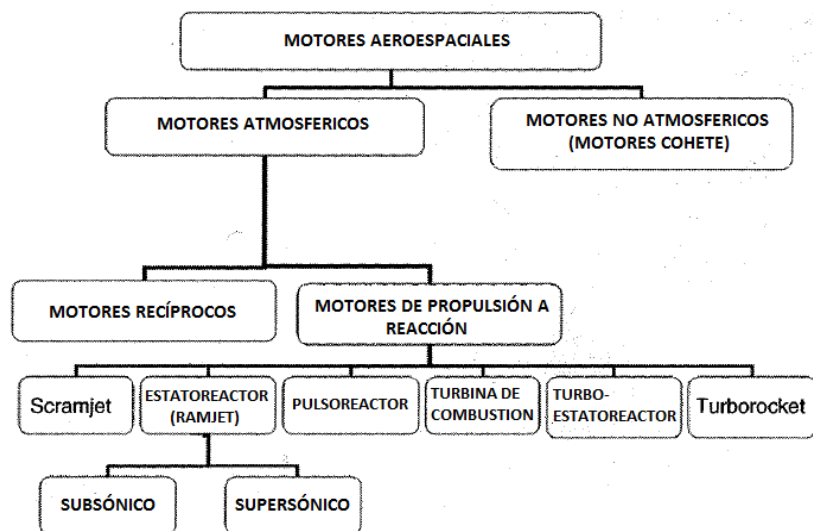 MOTORES AEROESPACIALES
MOTORES ATMOSFERICOS
MOTORES NO ATMOSFERICOS
(MOTORES COHETE)
MOTORES RECÍPROCOS
MOTORES DE PROPULSIÓN A
REACCIÓN
Scramjet
ESTATOREACTOR
(RAMJET)
PULSOREACTOR
TURBINA DE
COMBUSTION
TURBO-
ESTATOREACTOR
Turborocket
SUBSÓNICO
SUPERSÓNICO